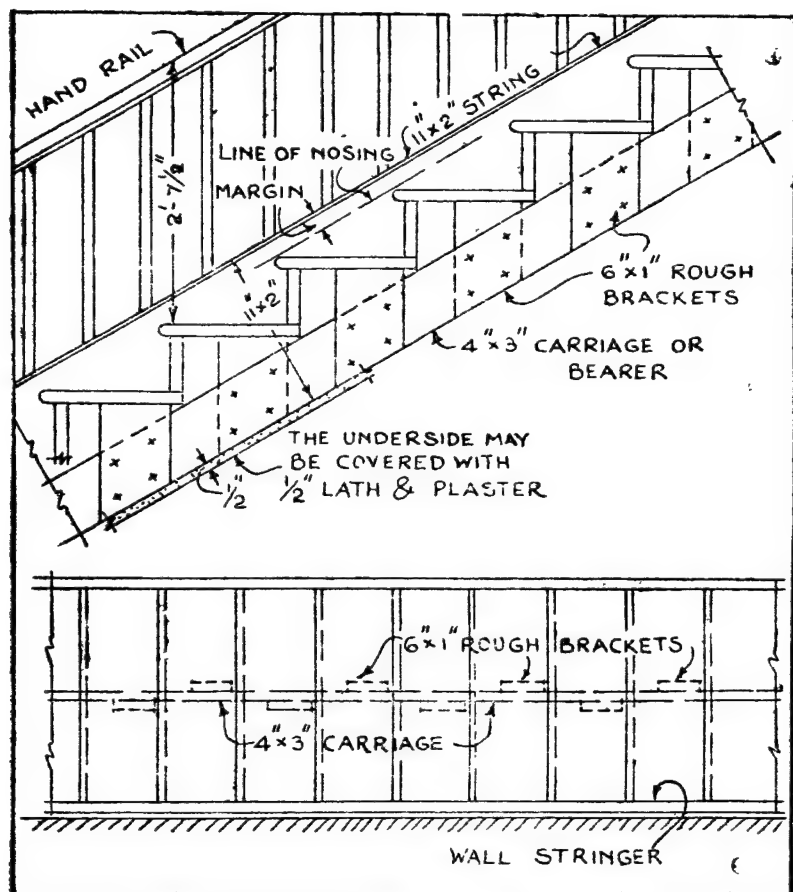 HAND RAIL
2'-7½"
LINE OF NOSING
MARGIN
11"x2" STRING
11"x2"
6"x1" ROUGH
BRACKETS
4"x3" CARRIAGE OR
BEARER
THE UNDERSIDE MAY
BE COVERED WITH
½" LATH & PLASTER
½"
6"x1" ROUGH BRACKETS
4"x3" CARRIAGE
WALL STRINGER